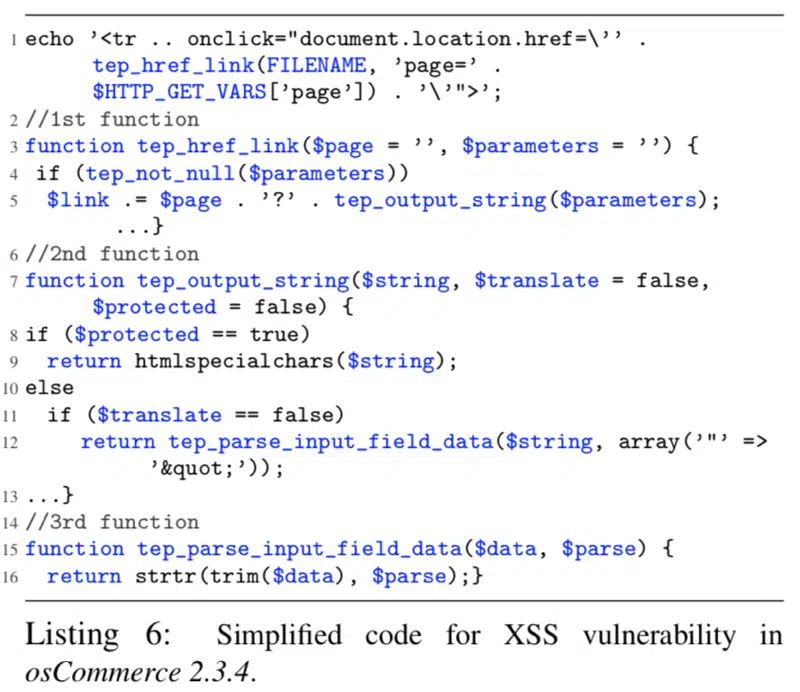 1 echo ’<tr .. onclick="document.location.href=\’’ .
tep_href_link(FILENAME, ’page=’ .
$HTTP_GET_VARS[’page’]) . ’\’">’;
2 //1st function
3 function tep_href_link($page = ’’, $parameters = ’’) {
4 if (tep_not_null($parameters))
5 $link .= $page . ’?’ . tep_output_string($parameters);
...}
6 //2nd function
7 function tep_output_string($string, $translate = false,
$protected = false) {
8 if ($protected == true)
9 return htmlspecialchars($string);
10 else
11 if ($translate == false)
12 return tep_parse_input_field_data($string, array(’"’ =>
’&quot;’));
13 ...}
14 //3rd function
15 function tep_parse_input_field_data($data, $parse) {
16 return strtr(trim($data), $parse);}
Listing 6: Simplified code for XSS vulnerability in
osCommerce 2.3.4.